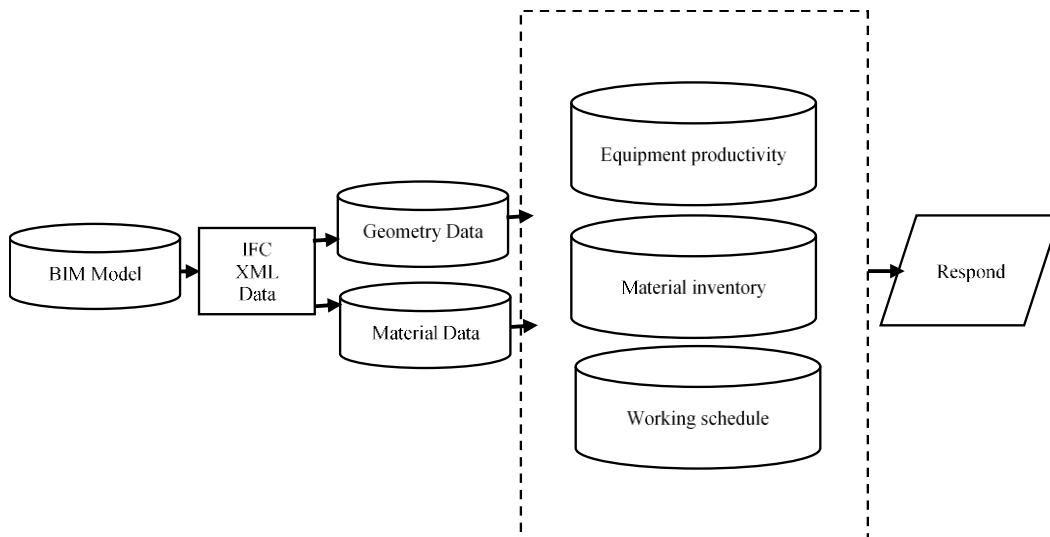 BIM Model
IFC
XML
Data
Geometry Data
Material Data
Equipment productivity
Material inventory
Working schedule
Respond